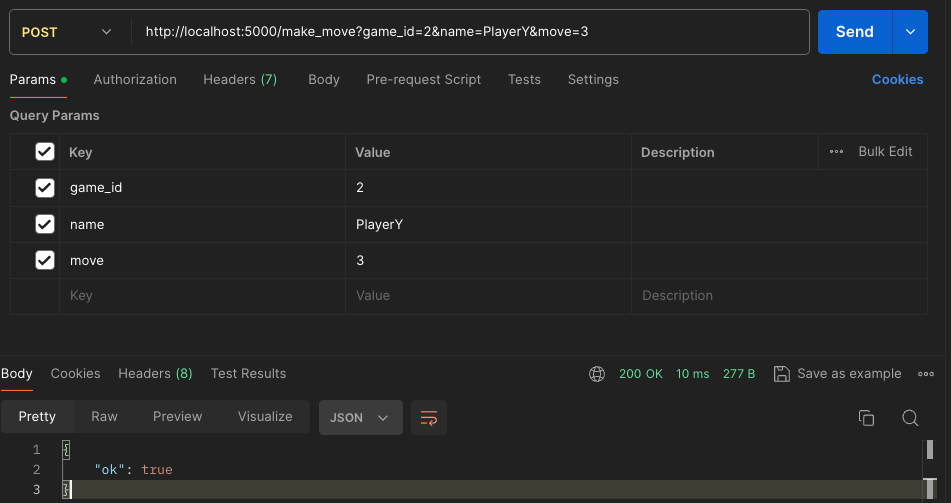 POST http://localhost:5000/make_move?game_id=2&name=PlayerY&move=3 Send
Params Authorization Headers (7) Body Pre-request Script Tests Settings Cookies
Query Params
Key Value Description ••• Bulk Edit
game_id 2
name PlayerY
move 3
Key Value Description
Body Cookies Headers (8) Test Results 200 OK 10 ms 277 B Save as example •••
Pretty Raw Preview Visualize JSON
1 {
2 "ok": true
3 }